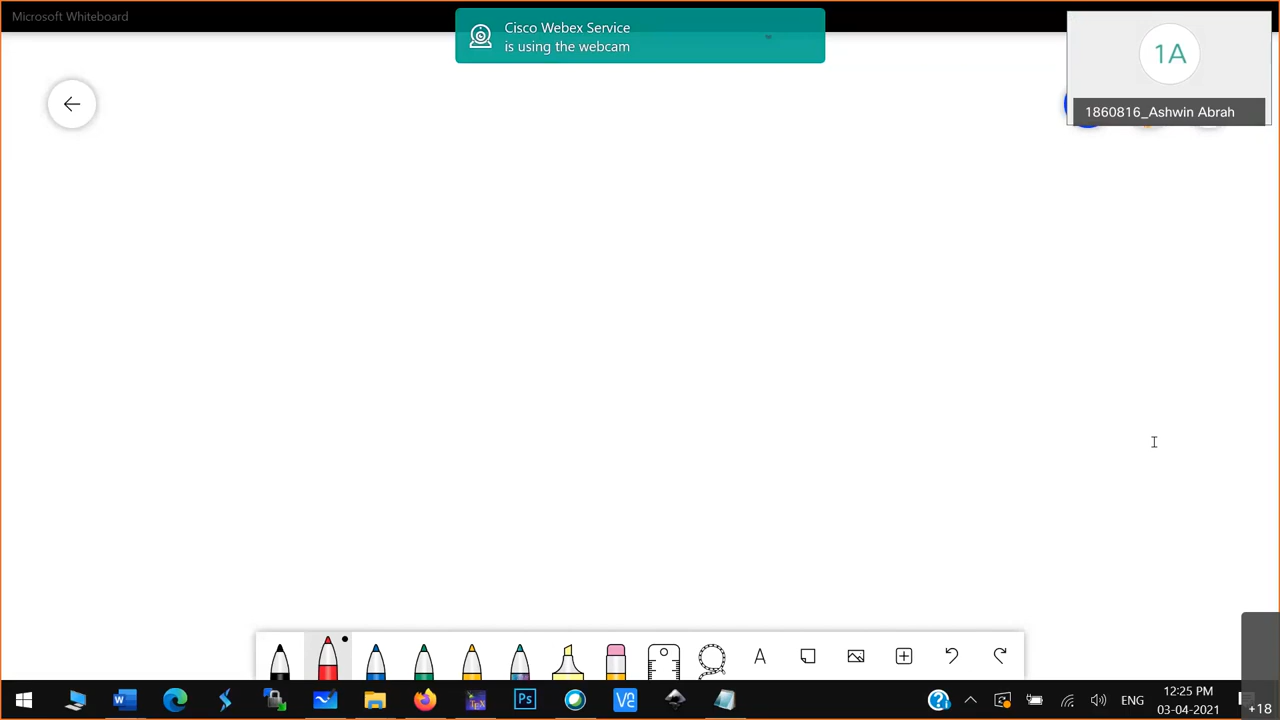 Microsoft Whiteboard
Cisco Webex Service
is using the webcam
1A
1860816_Ashwin Abrah
A
ENG
12:25 PM
03-04-2021
+18